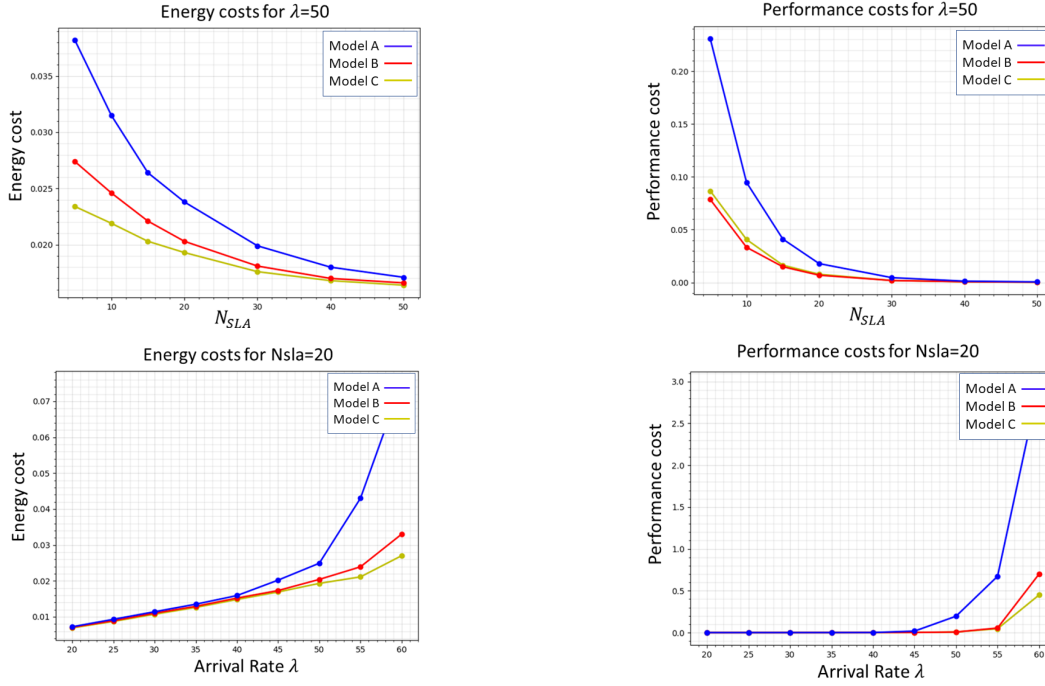 Energy costs for λ=50
Model A
Model B
Model C
0.035
0.030
0.025
0.020
Energy cost
10
20
30
40
50
N_SLA
Performance costs for λ=50
Model A
Model B
Model C
0.20
0.15
0.10
0.05
0.00
Performance cost
10
20
30
40
50
N_SLA
Energy costs for Nsla=20
Model A
Model B
Model C
0.07
0.06
0.05
0.04
0.03
0.02
0.01
Energy cost
20
25
30
35
40
45
50
55
60
Arrival Rate λ
Performance costs for Nsla=20
Model A
Model B
Model C
3.0
2.5
2.0
1.5
1.0
0.5
0.0
Performance cost
20
25
30
35
40
45
50
55
60
Arrival Rate λ